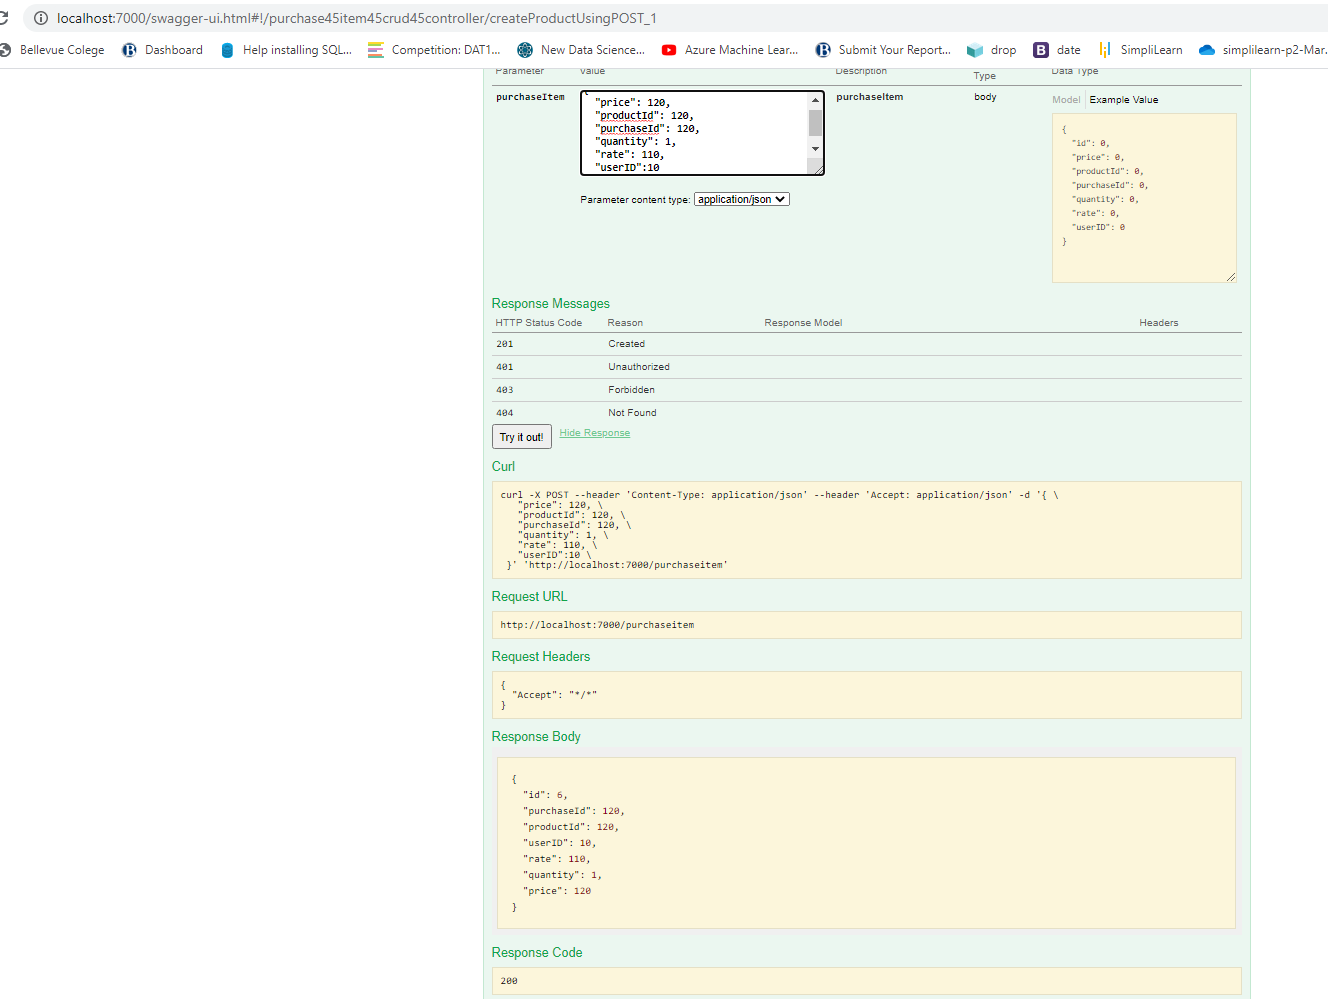 localhost:7000/swagger-ui.html#!/purchase45item45crud45controller/createProductUsingPOST_1
Bellevue Colege Dashboard Help installing SQL... Competition: DAT1... New Data Science... Azure Machine Lear... Submit Your Report... drop B date SimpliLearn simplilearn-p2-Mar.
Parameter Value Description Type Data Type
purchaseItem purchaseItem body Model Example Value
"price": 120,
"productId": 120,
"purchaseId": 120,
"quantity": 1,
"rate": 110,
"userID":10
Parameter content type: application/json
{
"id": 0,
"price": 0,
"productId": 0,
"purchaseId": 0,
"quantity": 0,
"rate": 0,
"userID": 0
}
Response Messages
HTTP Status Code Reason Response Model Headers
201 Created
401 Unauthorized
403 Forbidden
404 Not Found
Try it out! Hide Response
Curl
curl -X POST --header 'Content-Type: application/json' --header 'Accept: application/json' -d '{ \
"price": 120, \
"productId": 120, \
"purchaseId": 120, \
"quantity": 1, \
"rate": 110, \
"userID":10 \
}' 'http://localhost:7000/purchaseitem'
Request URL
http://localhost:7000/purchaseitem
Request Headers
{
"Accept": "*/*"
}
Response Body
{
"id": 6,
"purchaseId": 120,
"productId": 120,
"userID": 10,
"rate": 110,
"quantity": 1,
"price": 120
}
Response Code
200